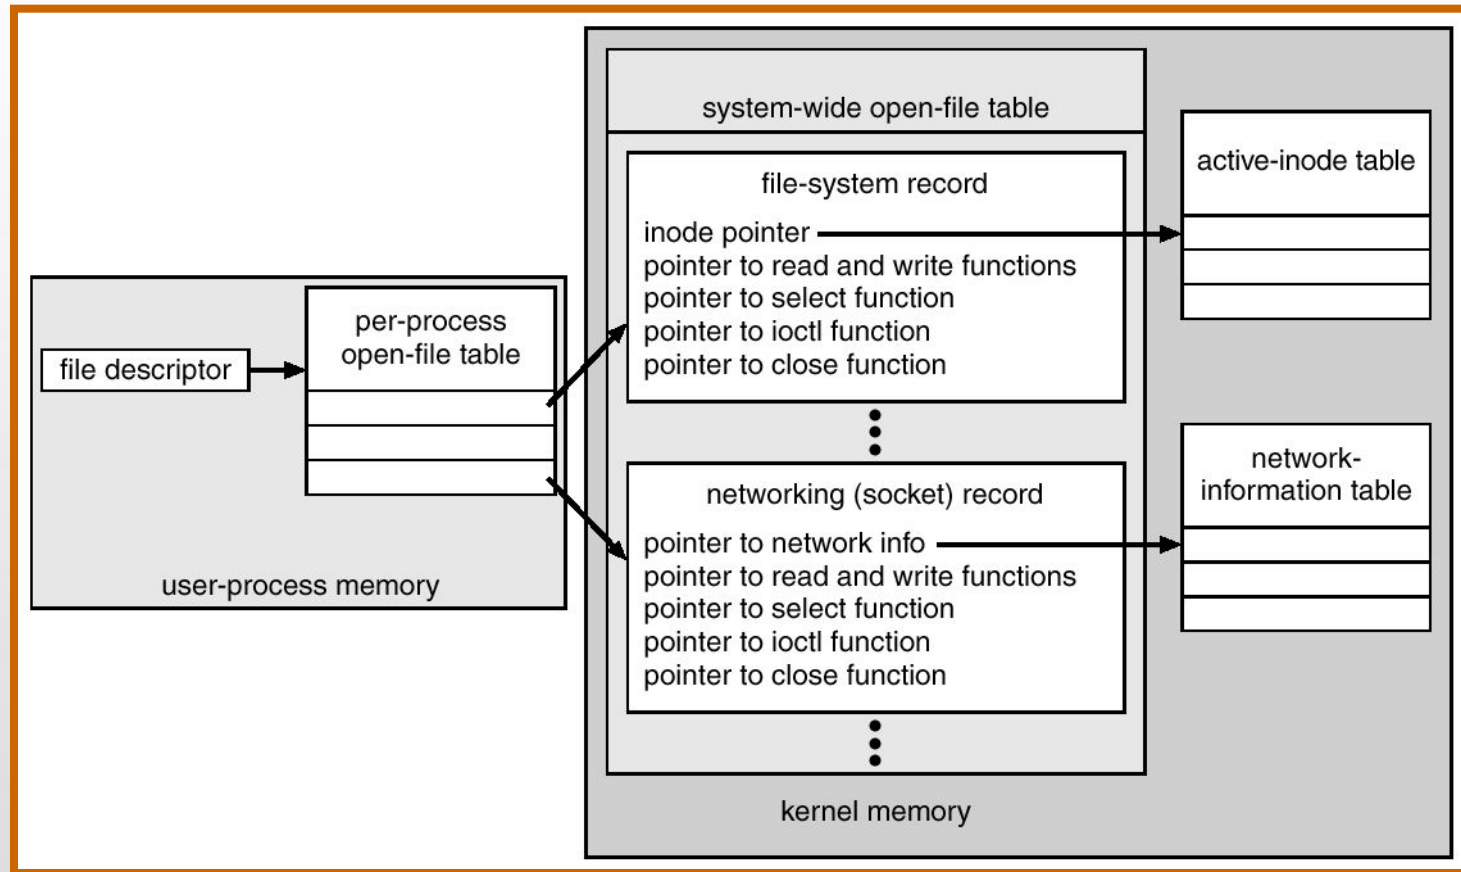 file descriptor
per-process
open-file table
user-process memory
system-wide open-file table
file-system record
inode pointer
pointer to read and write functions
pointer to select function
pointer to ioctl function
pointer to close function
networking (socket) record
pointer to network info
pointer to read and write functions
pointer to select function
pointer to ioctl function
pointer to close function
active-inode table
network-
information table
kernel memory